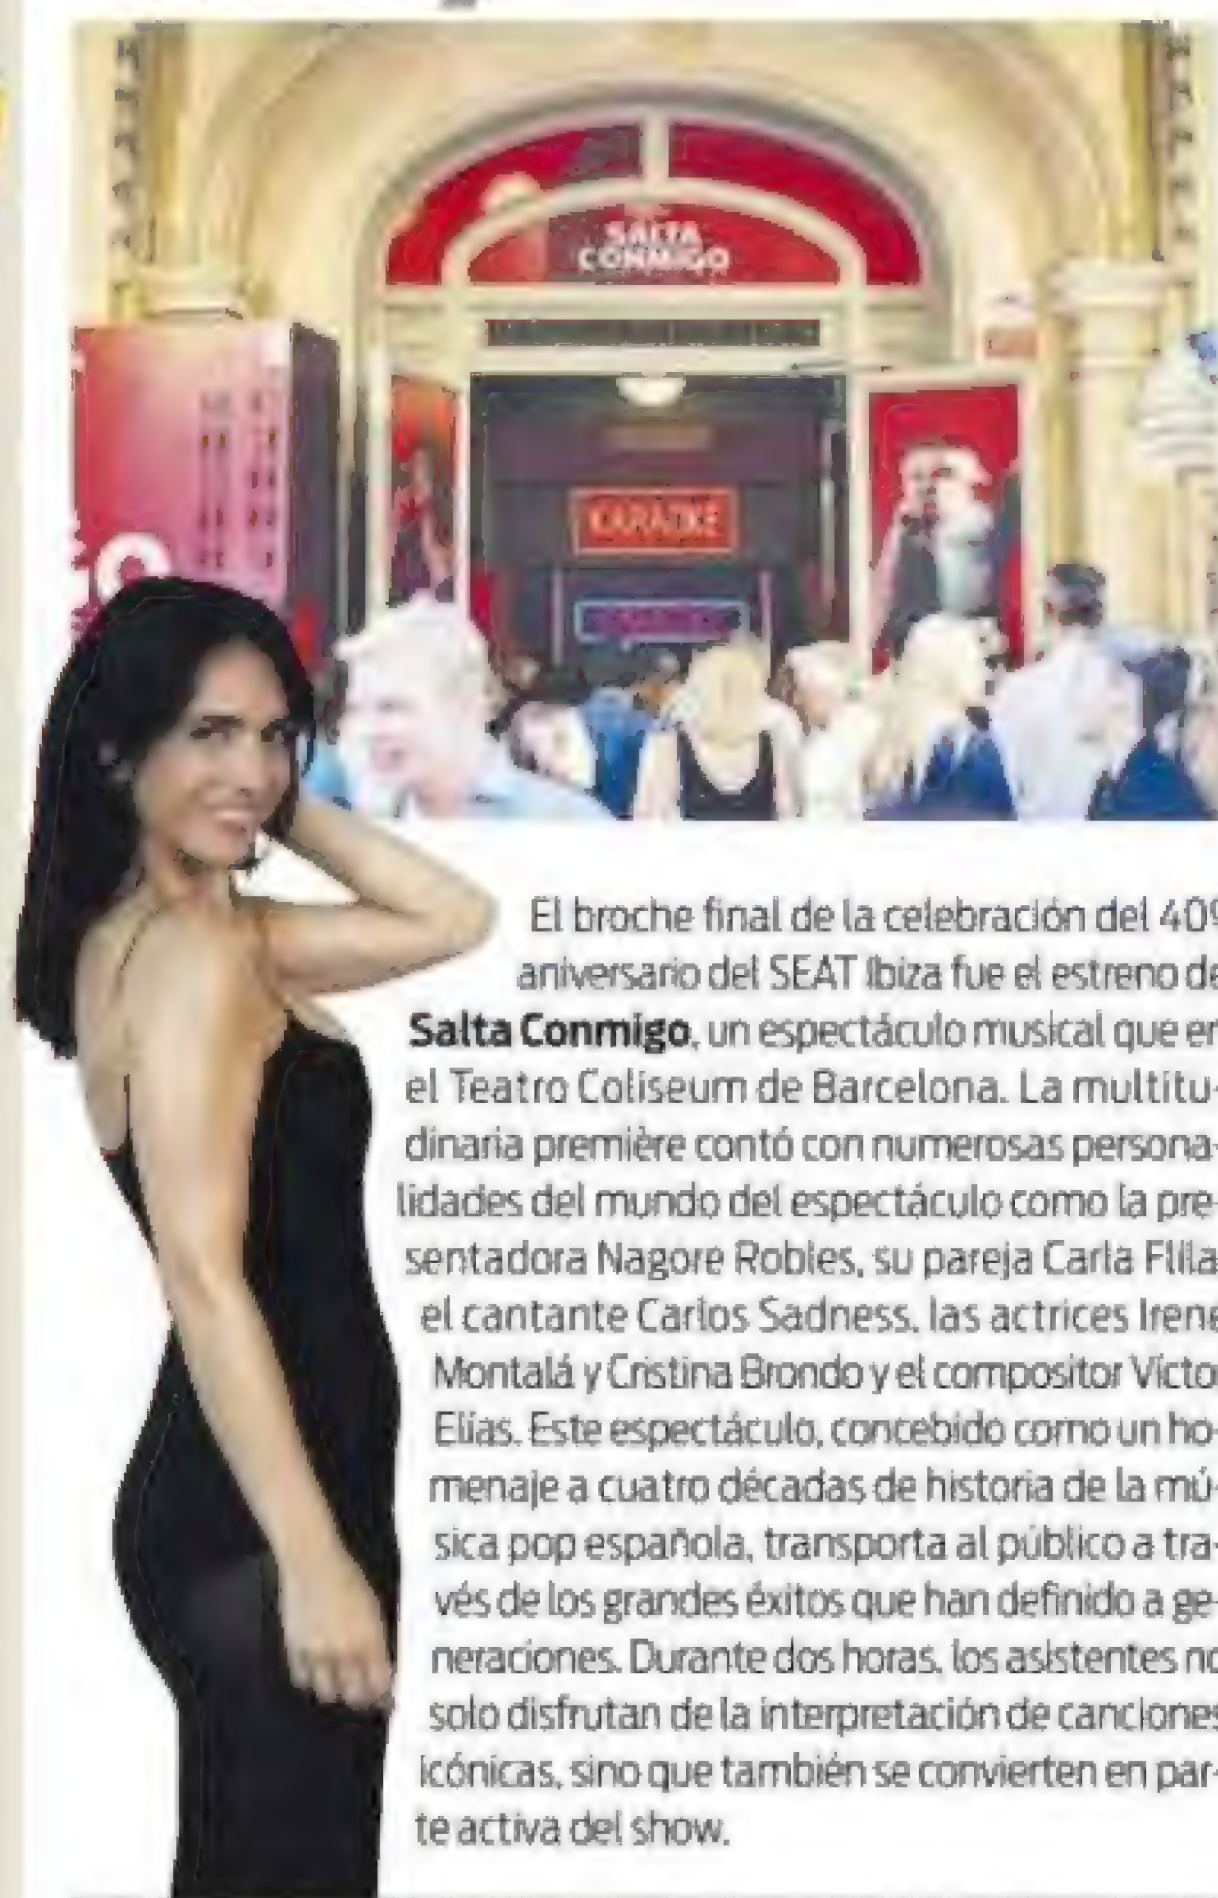 SALTA
CONMIGO
KARAOKE
El broche final de la celebración del 40º
aniversario del SEAT Ibiza fue el estreno de
Salta Conmigo, un espectáculo musical que en
el Teatro Coliseum de Barcelona. La multitu-
dinaria première contó con numerosas persona-
lidades del mundo del espectáculo como la pre-
sentadora Nagore Robles, su pareja Carla Flila,
el cantante Carlos Sadness, las actrices Irene
Montalá y Cristina Brondo y el compositor Víctor
Elías. Este espectáculo, concebido como un ho-
menaje a cuatro décadas de historia de la mú-
sica pop española, transporta al público a tra-
vés de los grandes éxitos que han definido a ge-
neraciones. Durante dos horas, los asistentes no
solo disfrutan de la interpretación de canciones
icónicas, sino que también se convierten en par-
te activa del show.